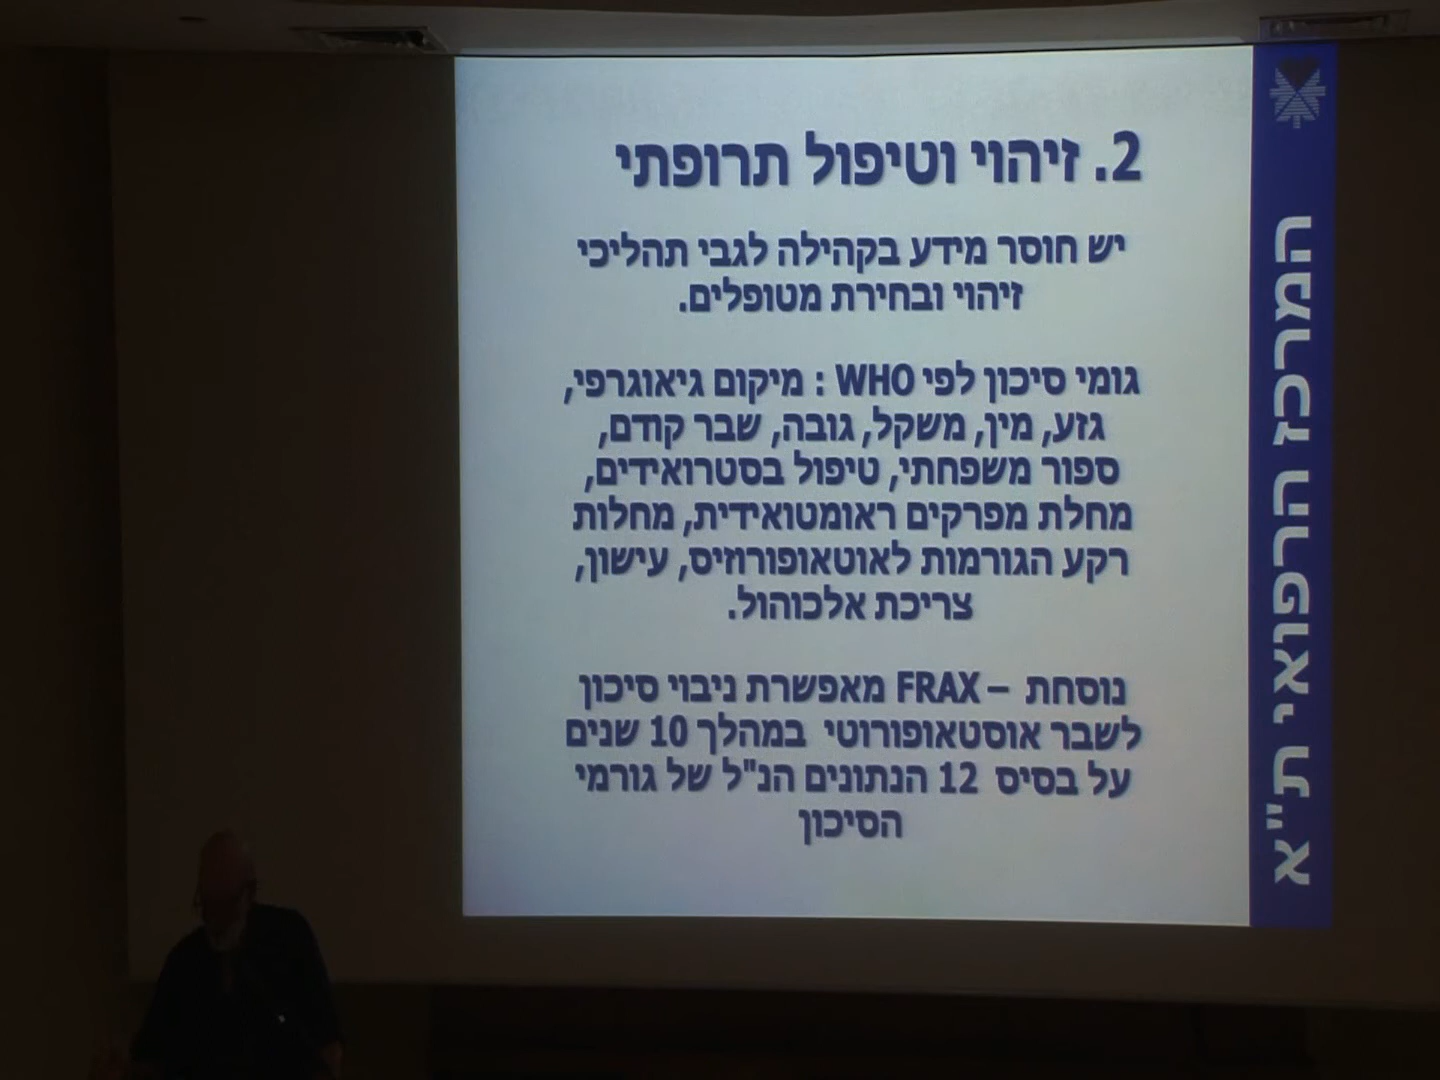 2. זיהוי וטיפול תרופתי
יש חוסר מידע בקהילה לגבי תהליכי
זיהוי ובחירת מטופלים.
גומי סיכון לפי WHO : מיקום גיאוגרפי,
גזע, מין, משקל, גובה, שבר קודם,
ספור משפחתי, טיפול בסטרואידים,
מחלת מפרקים ראומטואידית, מחלות
רקע הגורמות לאוטאופורוזיס, עישון,
צריכת אלכוהול.
נוסחת – FRAX מאפשרת ניבוי סיכון
לשבר אוסטאופורוטי במהלך 10 שנים
על בסיס 12 הנתונים הנ"ל של גורמי
הסיכון
המרכז הרפואי ת"א